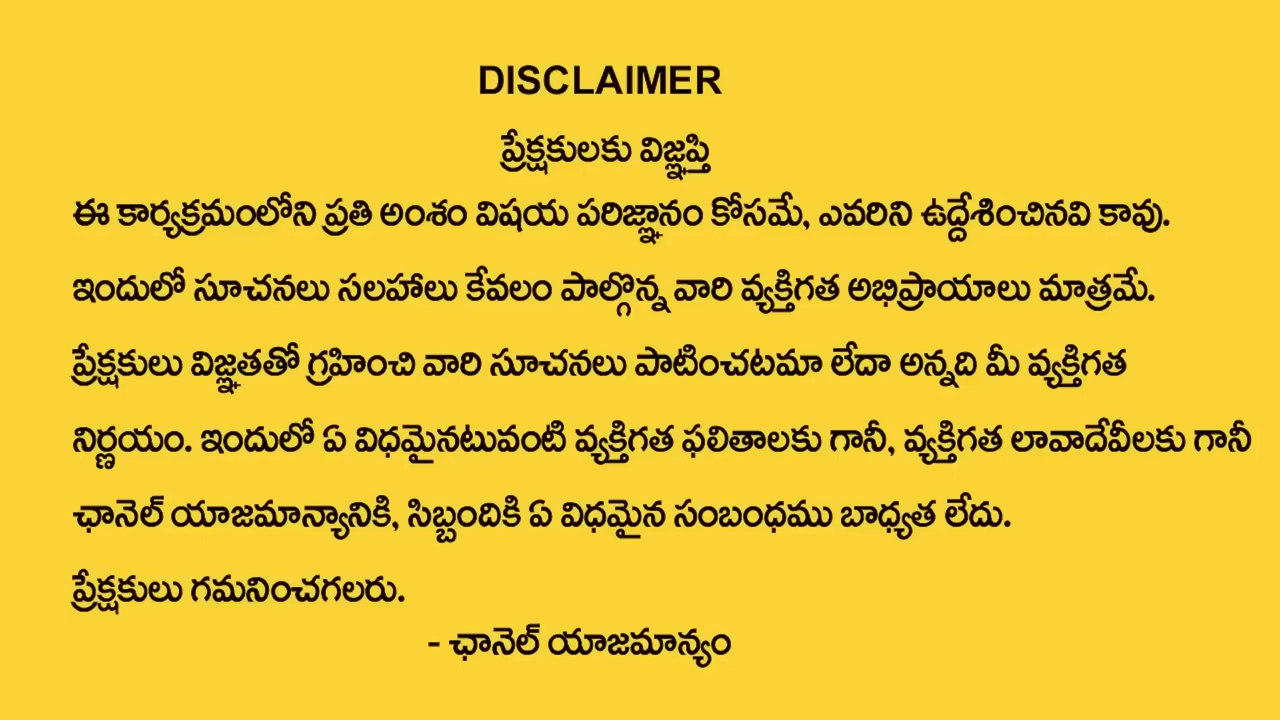 DISCLAIMER
ప్రేక్షకులకు విజ్ఞప్తి
ఈ కార్యక్రమంలోని ప్రతి అంశం విషయ పరిజ్ఞానం కోసమే, ఎవరిని ఉద్దేశించినవి కావు.
ఇందులో సూచనలు సలహాలు కేవలం పాల్గొన్న వారి వ్యక్తిగత అభిప్రాయాలు మాత్రమే.
ప్రేక్షకులు విజ్ఞతతో గ్రహించి వారి సూచనలు పాటించటమా లేదా అన్నది మీ వ్యక్తిగత
నిర్ణయం. ఇందులో ఏ విధమైనటువంటి వ్యక్తిగత ఫలితాలకు గానీ, వ్యక్తిగత లావాదేవీలకు గానీ
ఛానెల్ యాజమాన్యానికి, సిబ్బందికి ఏ విధమైన సంబంధము బాధ్యత లేదు.
ప్రేక్షకులు గమనించగలరు.
- ఛానెల్ యాజమాన్యం